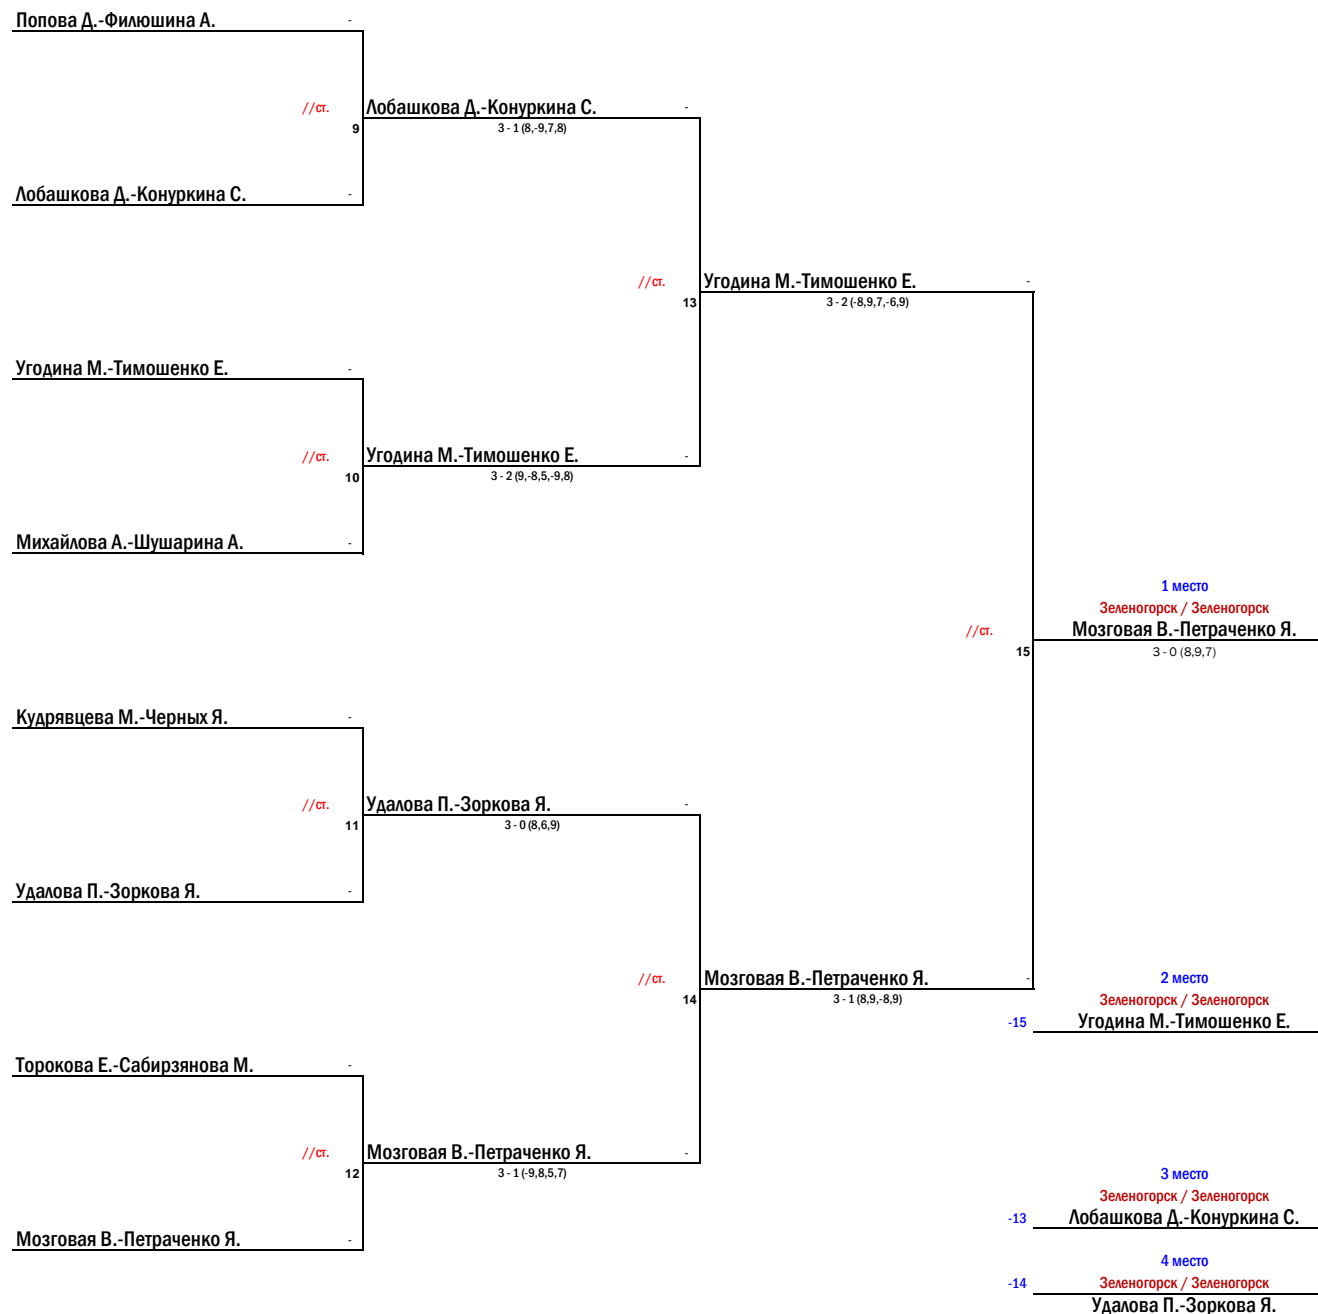 Попова Д.-Филюшина А. -
//ст. Лобашкова Д.-Конуркина С. -
9 3 - 1 (8,-9,7,8)
Лобашкова Д.-Конуркина С. -
//ст. Угодина М.-Тимошенко Е. -
13 3 - 2 (-8,9,7,-6,9)
Угодина М.-Тимошенко Е. -
//ст. Угодина М.-Тимошенко Е. -
10 3 - 2 (9,-8,5,-9,8)
Михайлова А.-Шушарина А. -
1 место
Зеленогорск / Зеленогорск
//ст. Мозговая В.-Петраченко Я.
15 3 - 0 (8,9,7)
Кудрявцева М.-Черных Я. -
//ст. Удалова П.-Зоркова Я. -
11 3 - 0 (8,6,9)
Удалова П.-Зоркова Я. -
//ст. Мозговая В.-Петраченко Я. -
14 3 - 1 (8,9,-8,9)
2 место
Зеленогорск / Зеленогорск
-15 Угодина М.-Тимошенко Е.
Торокова Е.-Сабирзянова М. -
//ст. Мозговая В.-Петраченко Я. -
12 3 - 1 (-9,8,5,7)
3 место
Зеленогорск / Зеленогорск
-13 Лобашкова Д.-Конуркина С.
Мозговая В.-Петраченко Я. -
4 место
-14 Зеленогорск / Зеленогорск
Удалова П.-Зоркова Я.